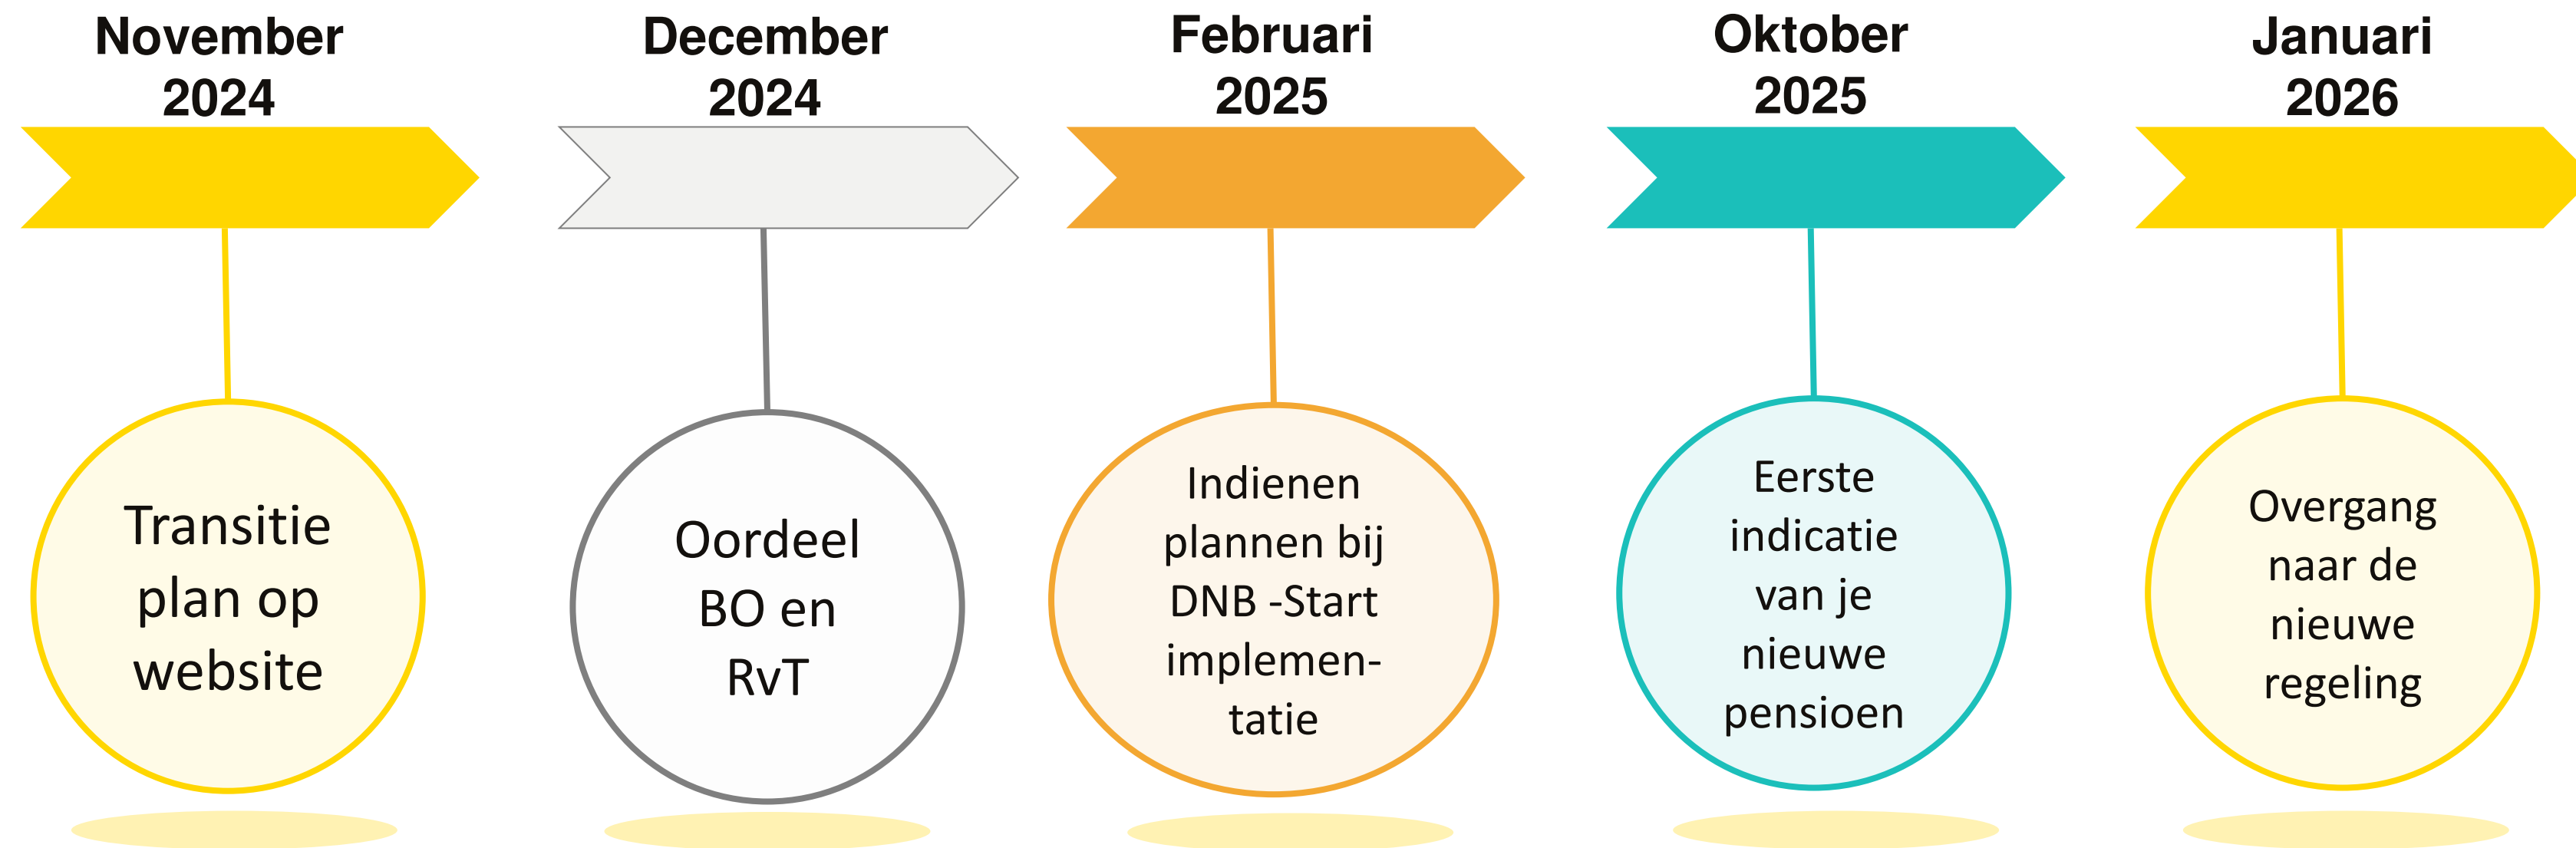 November
2024
December
2024
Februari
2025
Oktober
2025
Januari
2026
Transitie
plan op
website
Oordeel
BO en
RvT
Indienen
plannen bij
DNB -Start
implemen-
tatie
Eerste
indicatie
van je
nieuwe
pensioen
Overgang
naar de
nieuwe
regeling